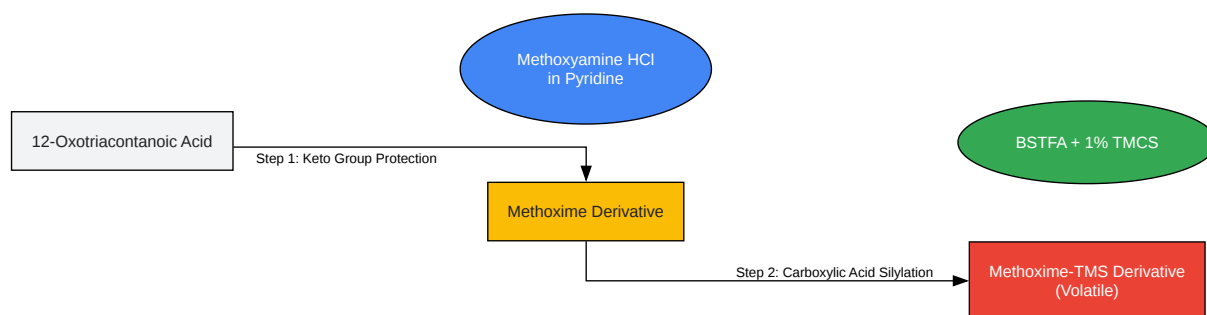 Methoxyamine HCl
in Pyridine
12-Oxotriacontanoic Acid
BSTFA + 1% TMCS
Step 1: Keto Group Protection
Methoxime Derivative
Step 2: Carboxylic Acid Silylation
Methoxime-TMS Derivative
(Volatile)